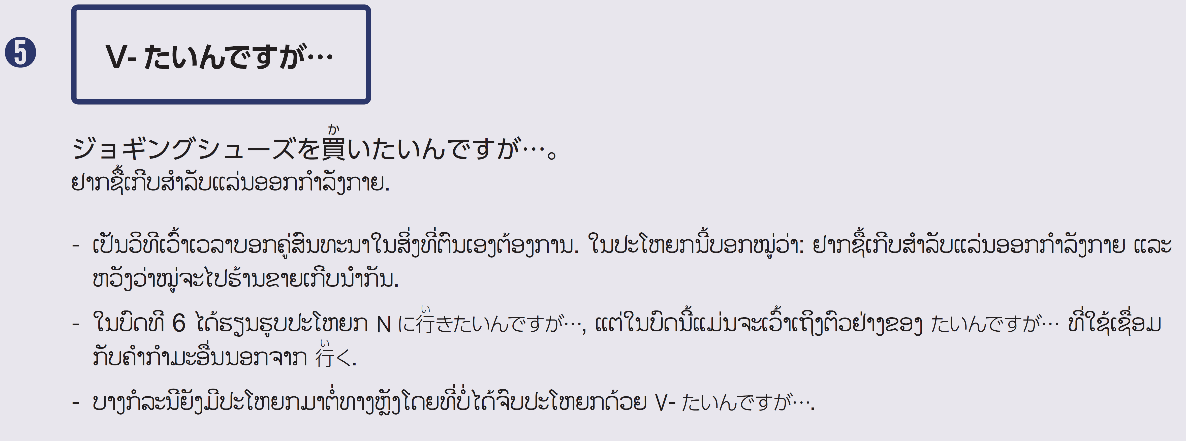 5
V- たいんですが…
ジョギングシューズを買いたいんですが…。
か
ຢາກຊື້ເກີບສຳລັບແລ່ນອອກກຳລັງກາຍ.
- ເປັນວິທີເວົ້າເວລາບອກຄູ່ສົນທະນາໃນສິ່ງທີ່ຕົນເອງຕ້ອງການ. ໃນປະໂຫຍກນີ້ບອກໝູ່ວ່າ: ຢາກຊື້ເກີບສຳລັບແລ່ນອອກກຳລັງກາຍ ແລະ
ຫວັງວ່າໝູ່ຈະໄປຮ້ານຂາຍເກີບນຳກັນ.
- ໃນບົດທີ 6 ໄດ້ຮຽນຮູບປະໂຫຍກ N に行きたいんですが…, ແຕ່ໃນບົດນີ້ແມ່ນຈະເວົ້າເຖິງຕົວຢ່າງຂອງ たいんですが… ທີ່ໃຊ້ເຊື່ອມ
い
ກັບຄຳກຳມະອື່ນນອກຈາກ 行く.
い
- ບາງກໍລະນີຍັງມີປະໂຫຍກມາຕໍ່ທາງຫຼັງໂດຍທີ່ບໍ່ໄດ້ຈົບປະໂຫຍກດ້ວຍ V- たいんですが….